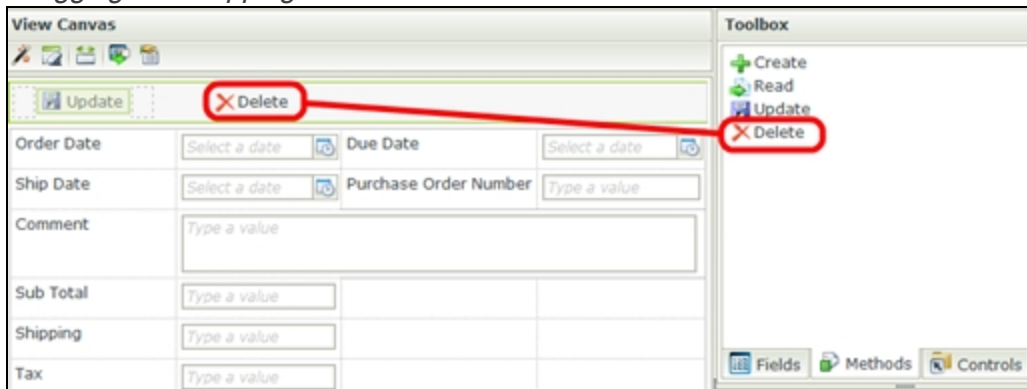 View Canvas
Toolbox
Create
Read
Update
Delete
Update
Delete
Order Date
Select a date
Due Date
Select a date
Ship Date
Select a date
Purchase Order Number
Type a value
Comment
Type a value
Sub Total
Type a value
Shipping
Type a value
Tax
Type a value
Fields
Methods
Controls